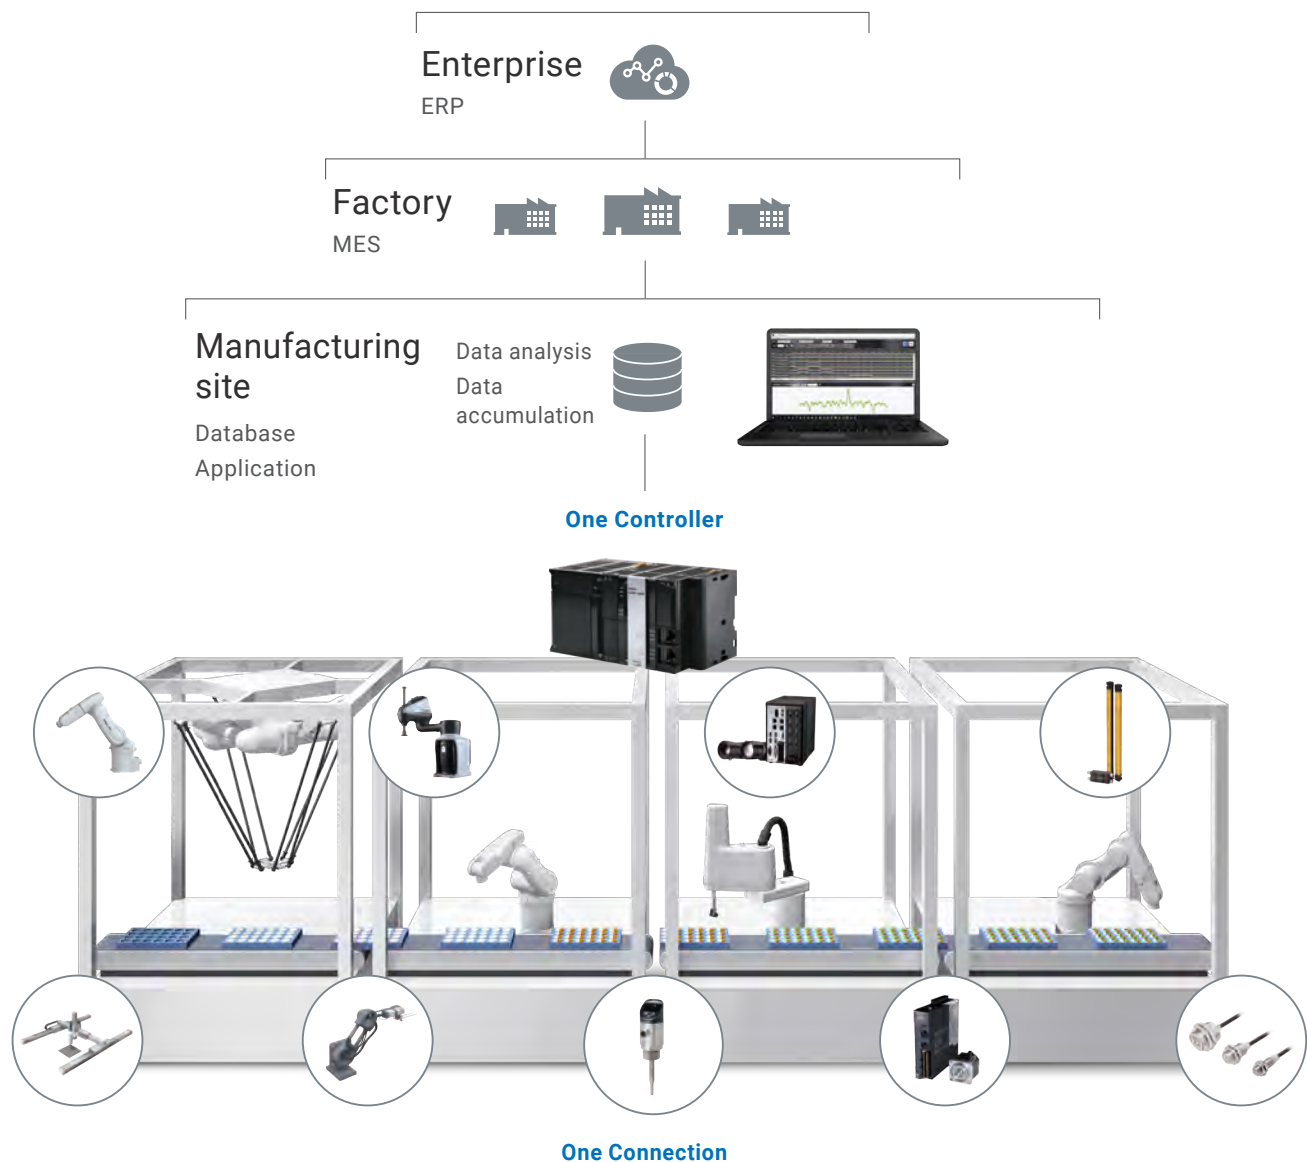 Enterprise
ERP
Factory
MES
Manufacturing
site
Database
Application
Data analysis
Data
accumulation
One Controller
One Connection